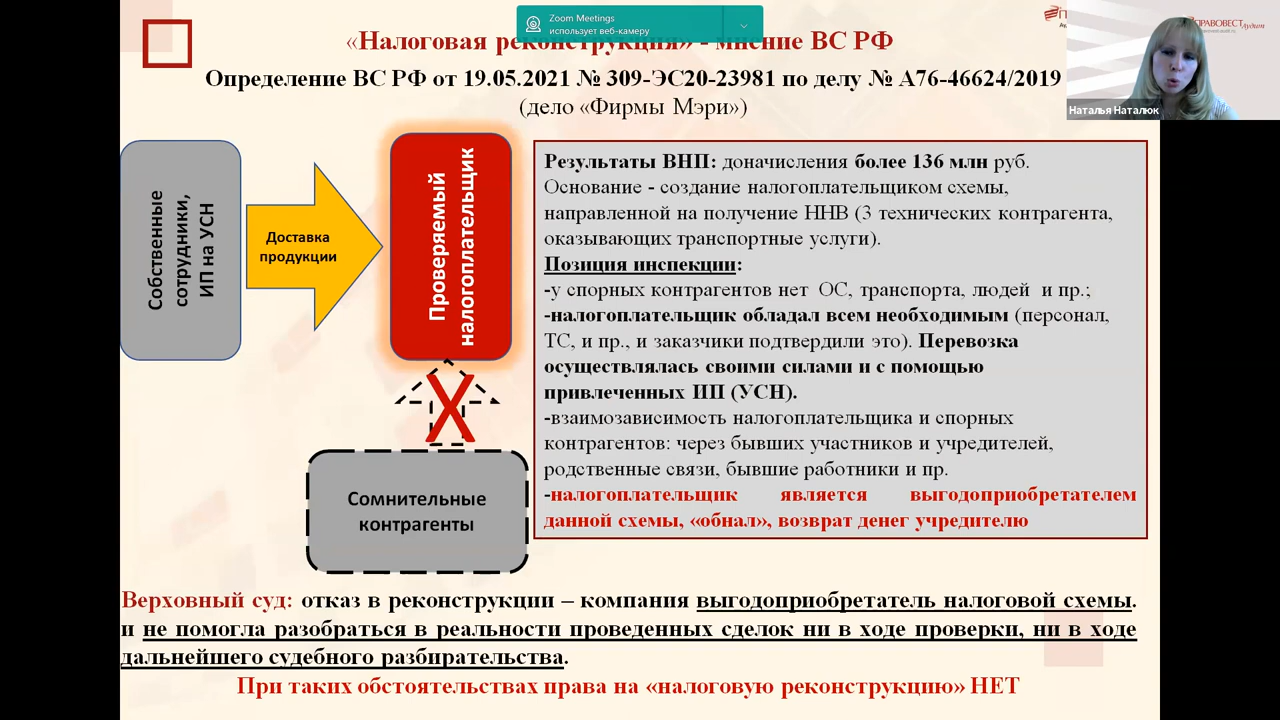 Zoom Meetings
использует веб-камеру
«Налоговая реконструкция» - мнение ВС РФ
ПРАВОВЕСТ Аудит
Определение ВС РФ от 19.05.2021 № 309-ЭС20-23981 по делу № А76-46624/2019
(дело «Фирмы Мэри»)
Наталья Наталюк
Собственные
сотрудники,
ИП на УСН
Доставка
продукции
Проверяемый
налогоплательщик
Сомнительные
контрагенты
Результаты ВНП: доначисления более 136 млн руб.
Основание - создание налогоплательщиком схемы,
направленной на получение ННВ (3 технических контрагента,
оказывающих транспортные услуги).
Позиция инспекции:
-у спорных контрагентов нет ОС, транспорта, людей и пр.;
-налогоплательщик обладал всем необходимым (персонал,
ТС, и пр., и заказчики подтвердили это). Перевозка
осуществлялась своими силами и с помощью
привлеченных ИП (УСН).
-взаимозависимость налогоплательщика и спорных
контрагентов: через бывших участников и учредителей,
родственные связи, бывшие работники и пр.
-налогоплательщик является выгодоприобретателем
данной схемы, «обнал», возврат денег учредителю
Верховный суд: отказ в реконструкции – компания выгодоприобретатель налоговой схемы.
и не помогла разобраться в реальности проведенных сделок ни в ходе проверки, ни в ходе
дальнейшего судебного разбирательства.
При таких обстоятельствах права на «налоговую реконструкцию» НЕТ